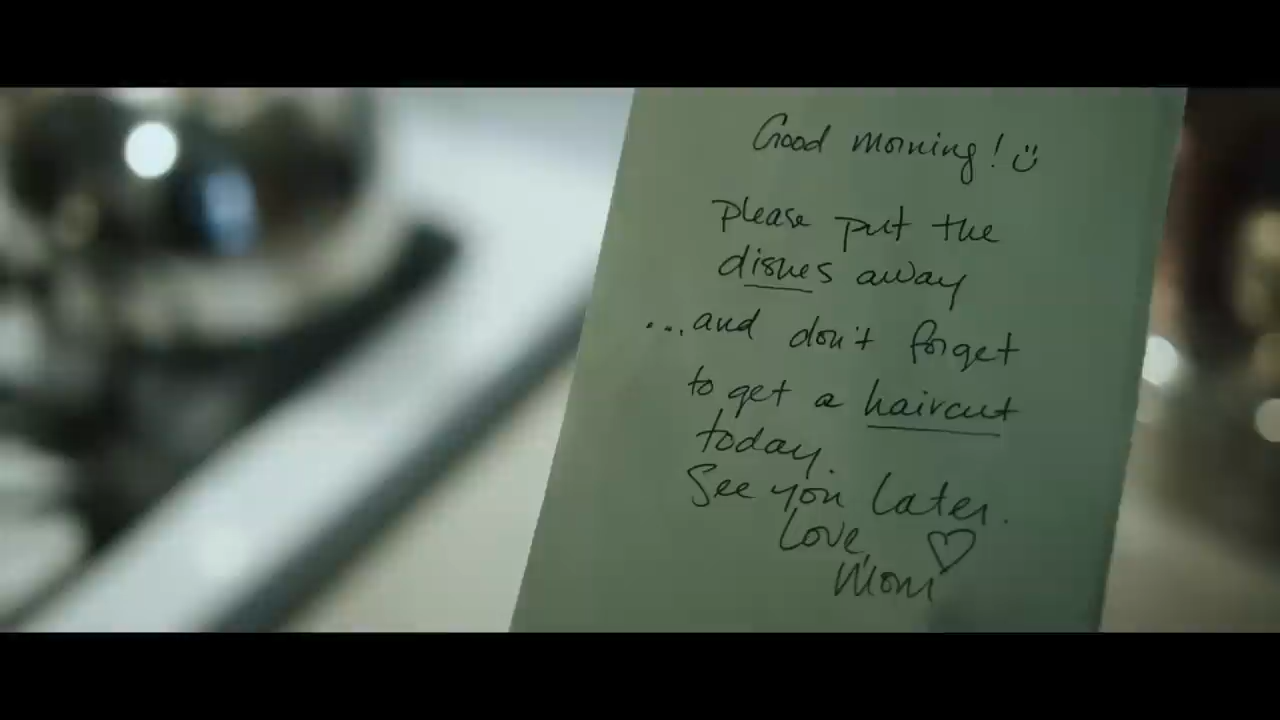 Good morning! :)
please put the
dishes away
...and don't forget
to get a haircut
today.
See you later.
Love, ♡
Mom